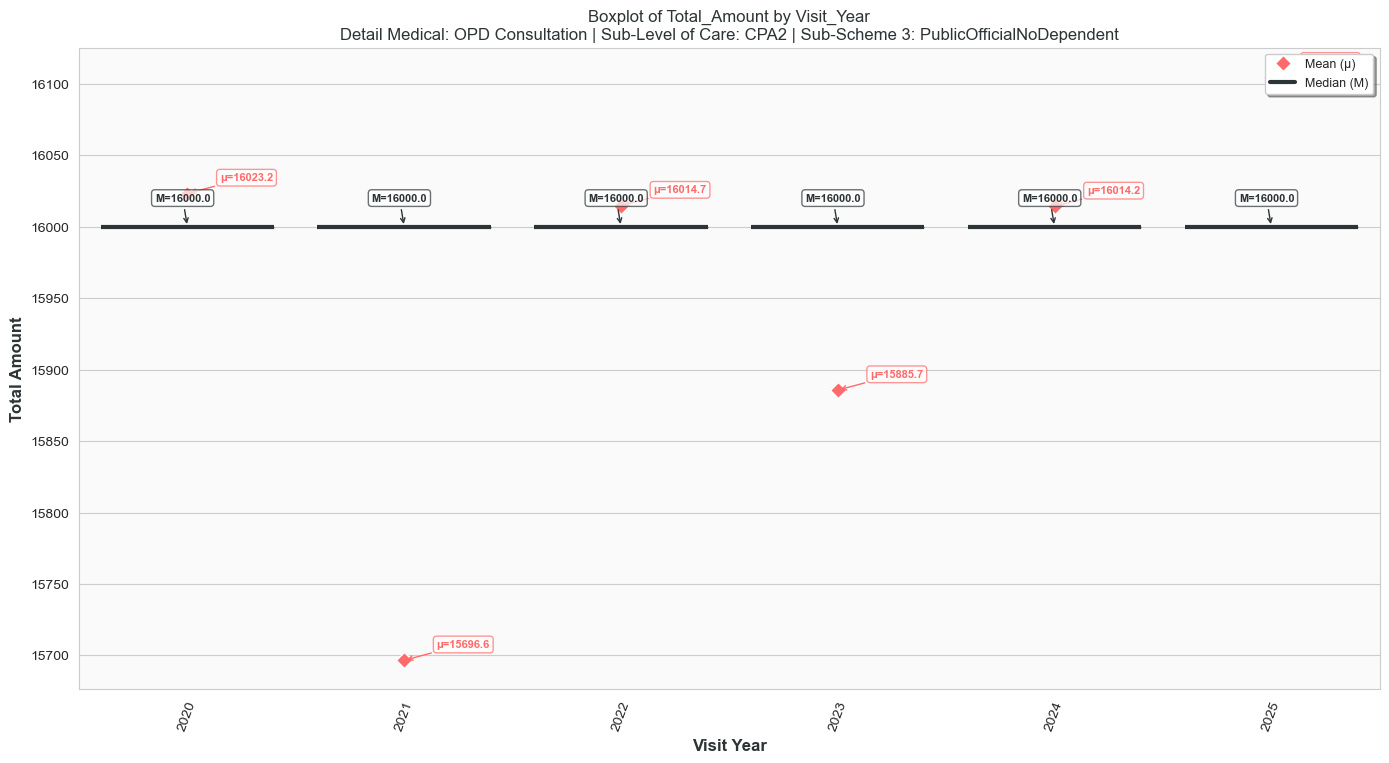 Boxplot of Total_Amount by Visit_Year
Detail Medical: OPD Consultation | Sub-Level of Care: CPA2 | Sub-Scheme 3: PublicOfficialNoDependent
Mean (μ)
Median (M)
Total Amount
16100
16050
16000
15950
15900
15850
15800
15750
15700
μ=16023.2
μ=16014.7
μ=16014.2
M=16000.0
M=16000.0
M=16000.0
M=16000.0
M=16000.0
M=16000.0
μ=15885.7
μ=15696.6
2020
2021
2022
2023
2024
2025
Visit Year